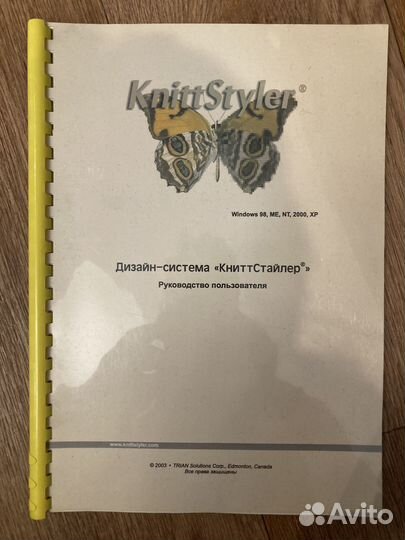 KnittStyler®
Windows 98, ME, NT, 2000, XP
Дизайн-система «КниттСтайлер®»
Руководство пользователя
www.knittstyler.com
© 2003 • TRIAN Solutions Corp., Edmonton, Canada
Все права защищены
Avito